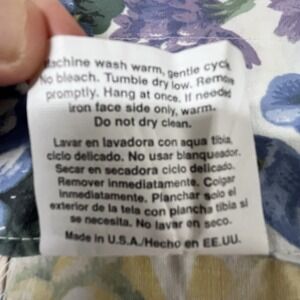 Machine wash warm, gentle cycle
No bleach. Tumble dry low. Remove
promptly. Hang at once. If needed
iron face side only, warm.
Do not dry clean.
Lavar en lavadora con aqua tibia,
ciclo delicado. No usar blanqueador.
Secar en secadora ciclo delicado.
Remover inmediatamente. Colgar
inmediatamente. Planchar solo el
exterior de la tela con plancha tibia si
se necesita. No lavar en seco.
Made in U.S.A./Hecho en EE.UU.